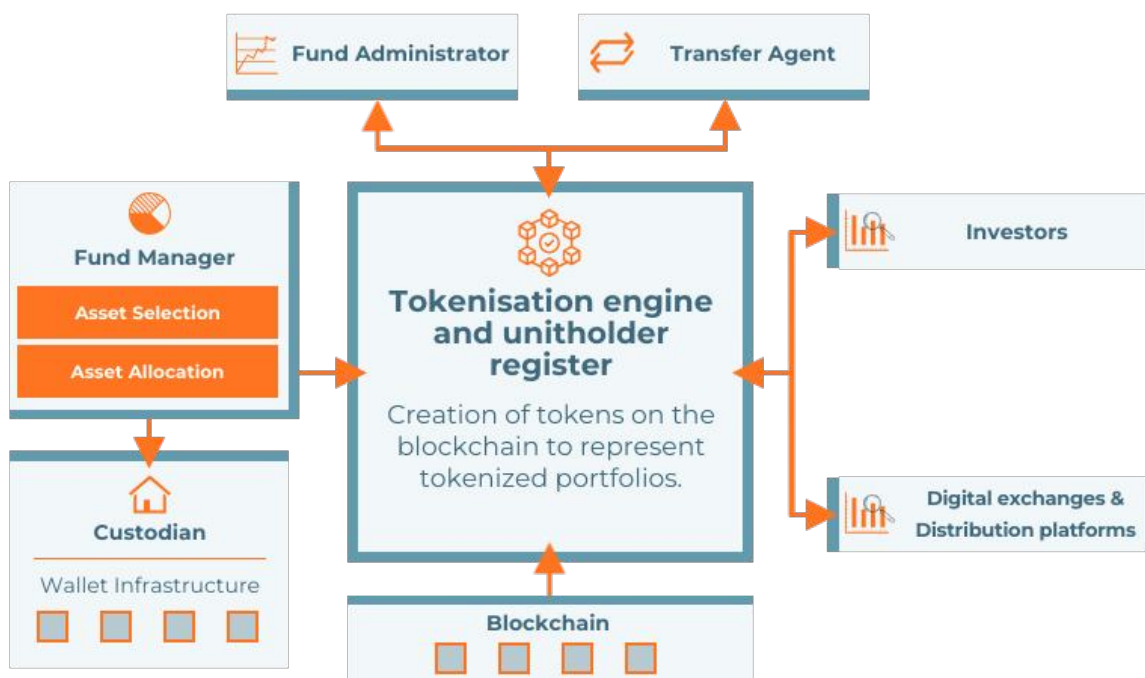 Fund Administrator
Transfer Agent
Fund Manager
Asset Selection
Asset Allocation
Custodian
Wallet Infrastructure
Tokenisation engine
and unitholder
register
Creation of tokens on the
blockchain to represent
tokenized portfolios.
Blockchain
Investors
Digital exchanges &
Distribution platforms